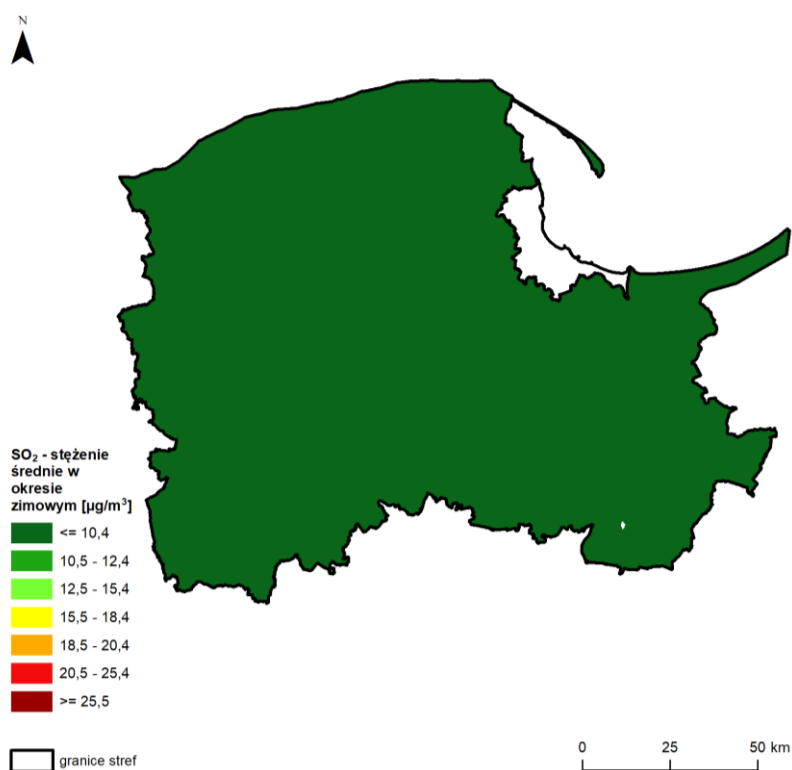 N
SO₂ - stężenie
średnie w
okresie
zimowym [µg/m³]
<= 10,4
10,5 - 12,4
12,5 - 15,4
15,5 - 18,4
18,5 - 20,4
20,5 - 25,4
>= 25,5
granice stref
0 25 50 km